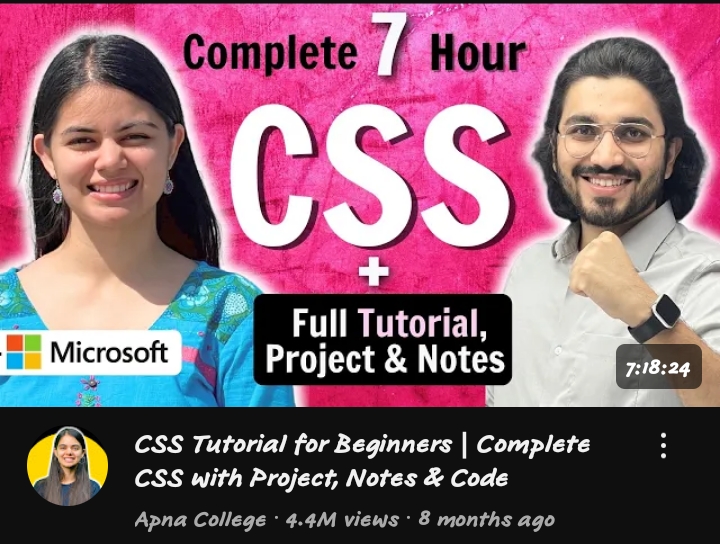 Complete 7 Hour
CSS
+
Full Tutorial,
Project & Notes
Microsoft
7:18:24
CSS Tutorial for Beginners | Complete
CSS with Project, Notes & Code
Apna College · 4.4M views · 8 months ago